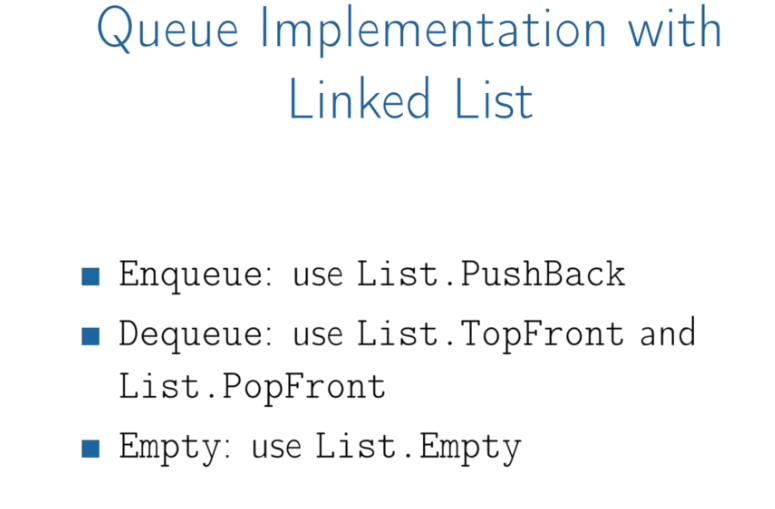 Queue Implementation with
Linked List
Enqueue: use List.PushBack
Dequeue: use List.TopFront and
List.PopFront
Empty: use List.Empty